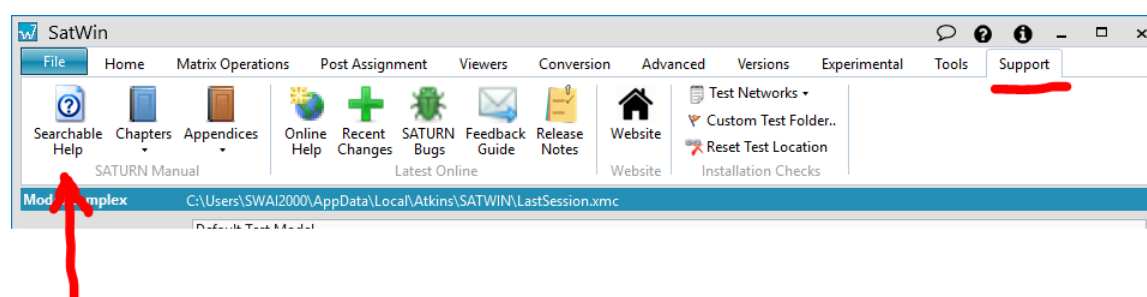 SatWin
File Home Matrix Operations Post Assignment Viewers Conversion Advanced Versions Experimental Tools Support
Searchable Help
Chapters
Appendices
SATURN Manual
Online Help
Recent Changes
SATURN Bugs
Feedback Guide
Release Notes
Latest Online
Website
Website
Test Networks
Custom Test Folder..
Reset Test Location
Installation Checks
C:\Users\SWAI2000\AppData\Local\Atkins\SATWIN\LastSession.xmc
Default Test Model